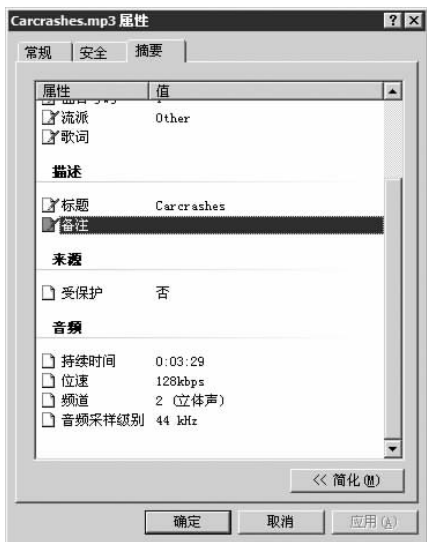 Carcrashes.mp3 属性
常规 安全 摘要
属性 值
流派 Other
歌词
描述
标题 Carcrashes
备注
来源
受保护 否
音频
持续时间 0:03:29
位速 128kbps
频道 2 (立体声)
音频采样级别 44 kHz
<< 简化(M)
确定 取消 应用(A)